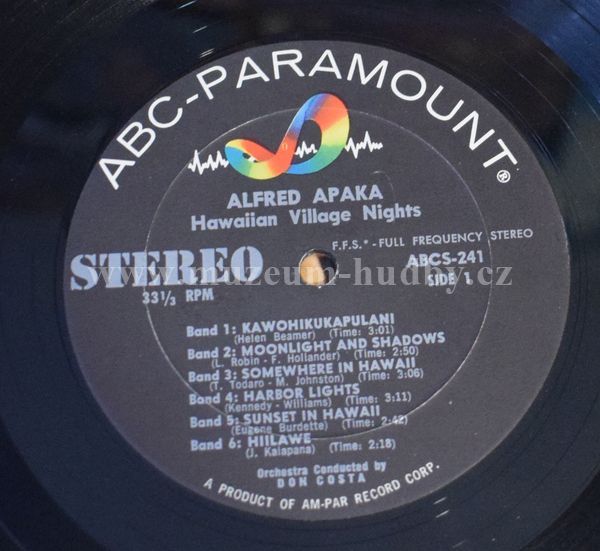 ABC-PARAMOUNT®
ALFRED APAKA
Hawaiian Village Nights
F.F.S.* - FULL FREQUENCY STEREO
STEREO
ABCS-241
SIDE 1
33⅓ RPM
www.muzeum-hudby.cz
Band 1: KAWOHIKUKAPULANI
(Helen Beamer) (Time: 3:01)
Band 2: MOONLIGHT AND SHADOWS
(L. Robin - F. Hollander) (Time: 2:50)
Band 3: SOMEWHERE IN HAWAII
(T. Todaro - M. Johnston) (Time: 3:06)
Band 4: HARBOR LIGHTS
(Kennedy - Williams) (Time: 3:11)
Band 5: SUNSET IN HAWAII
(Eugene Burdette) (Time: 2:42)
Band 6: HIILAWE
(J. Kalapana) (Time: 2:18)
Orchestra Conducted by
DON COSTA
A PRODUCT OF AM-PAR RECORD CORP.